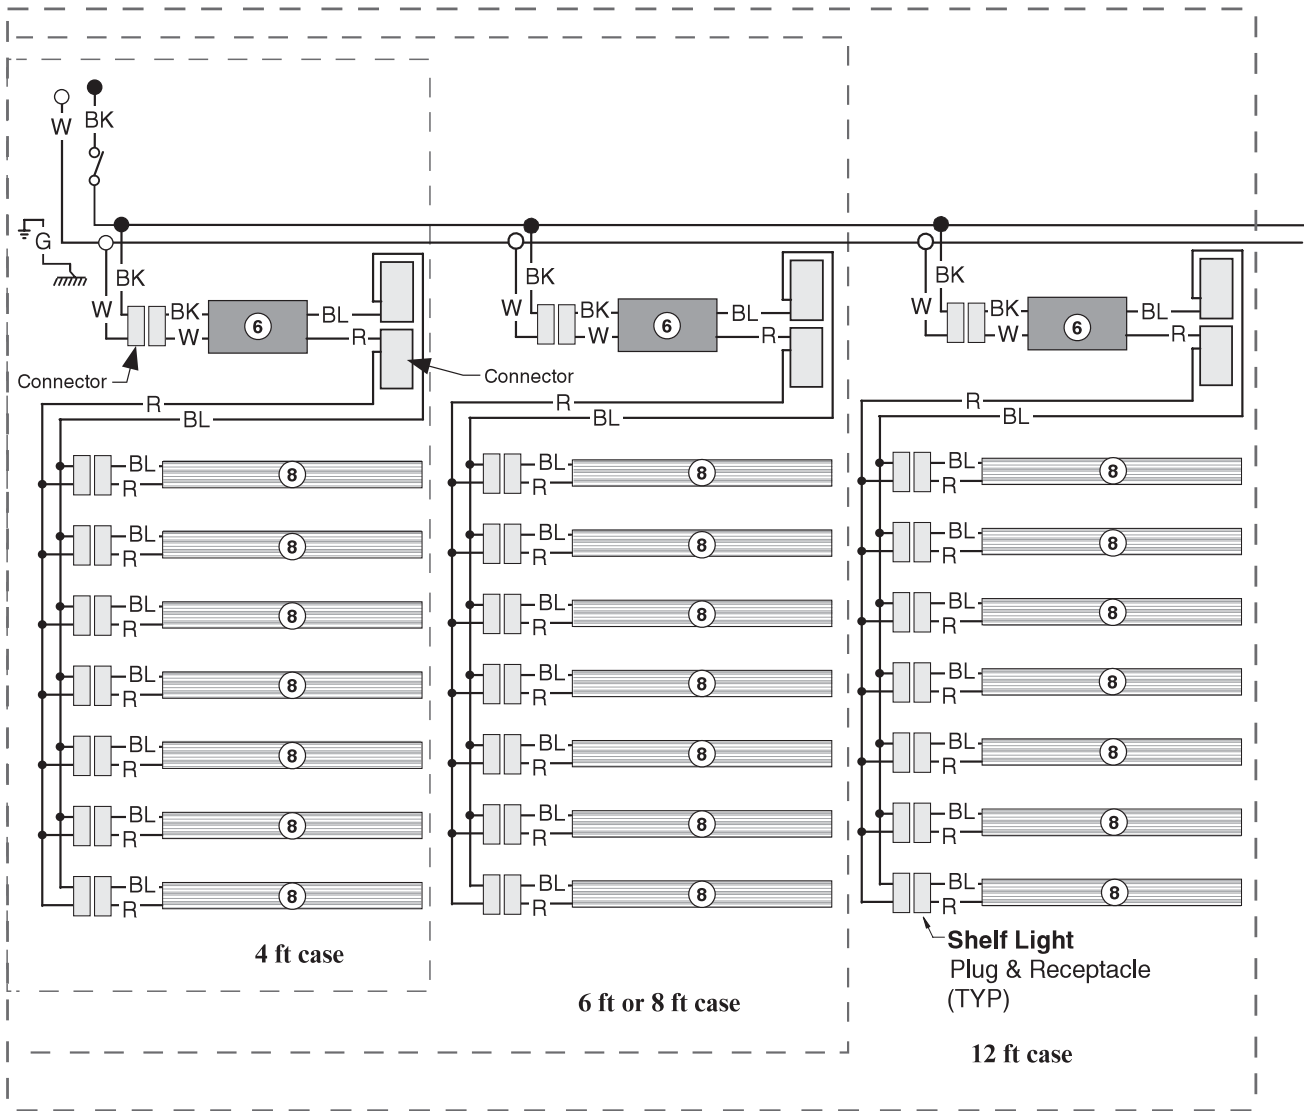 W BK
G
BK BK BK
W BK BL W BK BL W BK BL
6 6 6
W R W R W R
Connector Connector
R R R
BL BL BL
BL BL BL
8 8 8
R R R
BL BL BL
8 8 8
R R R
BL BL BL
8 8 8
R R R
BL BL BL
8 8 8
R R R
BL BL BL
8 8 8
R R R
BL BL BL
8 8 8
R R R
BL BL BL
8 8 8
R R R
Shelf Light
Plug & Receptacle
(TYP)
4 ft case
6 ft or 8 ft case
12 ft case